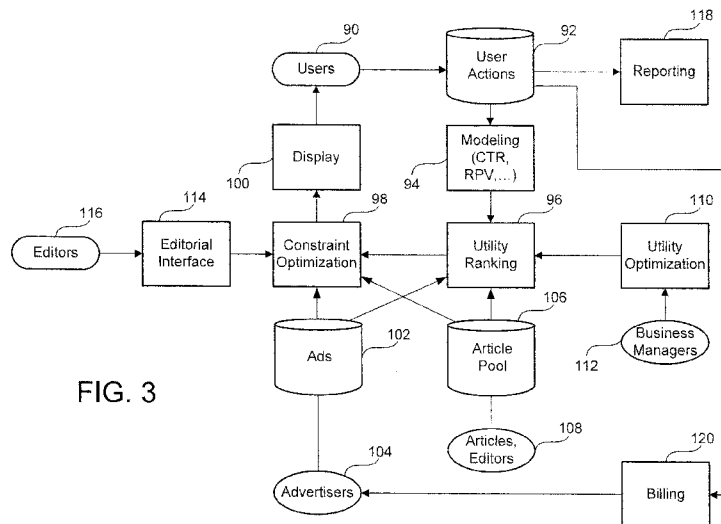 90
Users
92
User
Actions
118
Reporting
Display
100
Modeling
(CTR,
RPV,...)
94
116
Editors
114
Editorial
Interface
98
Constraint
Optimization
96
Utility
Ranking
110
Utility
Optimization
Ads
102
106
Article
Pool
Business
Managers
112
FIG. 3
104
Advertisers
Articles,
Editors
108
120
Billing